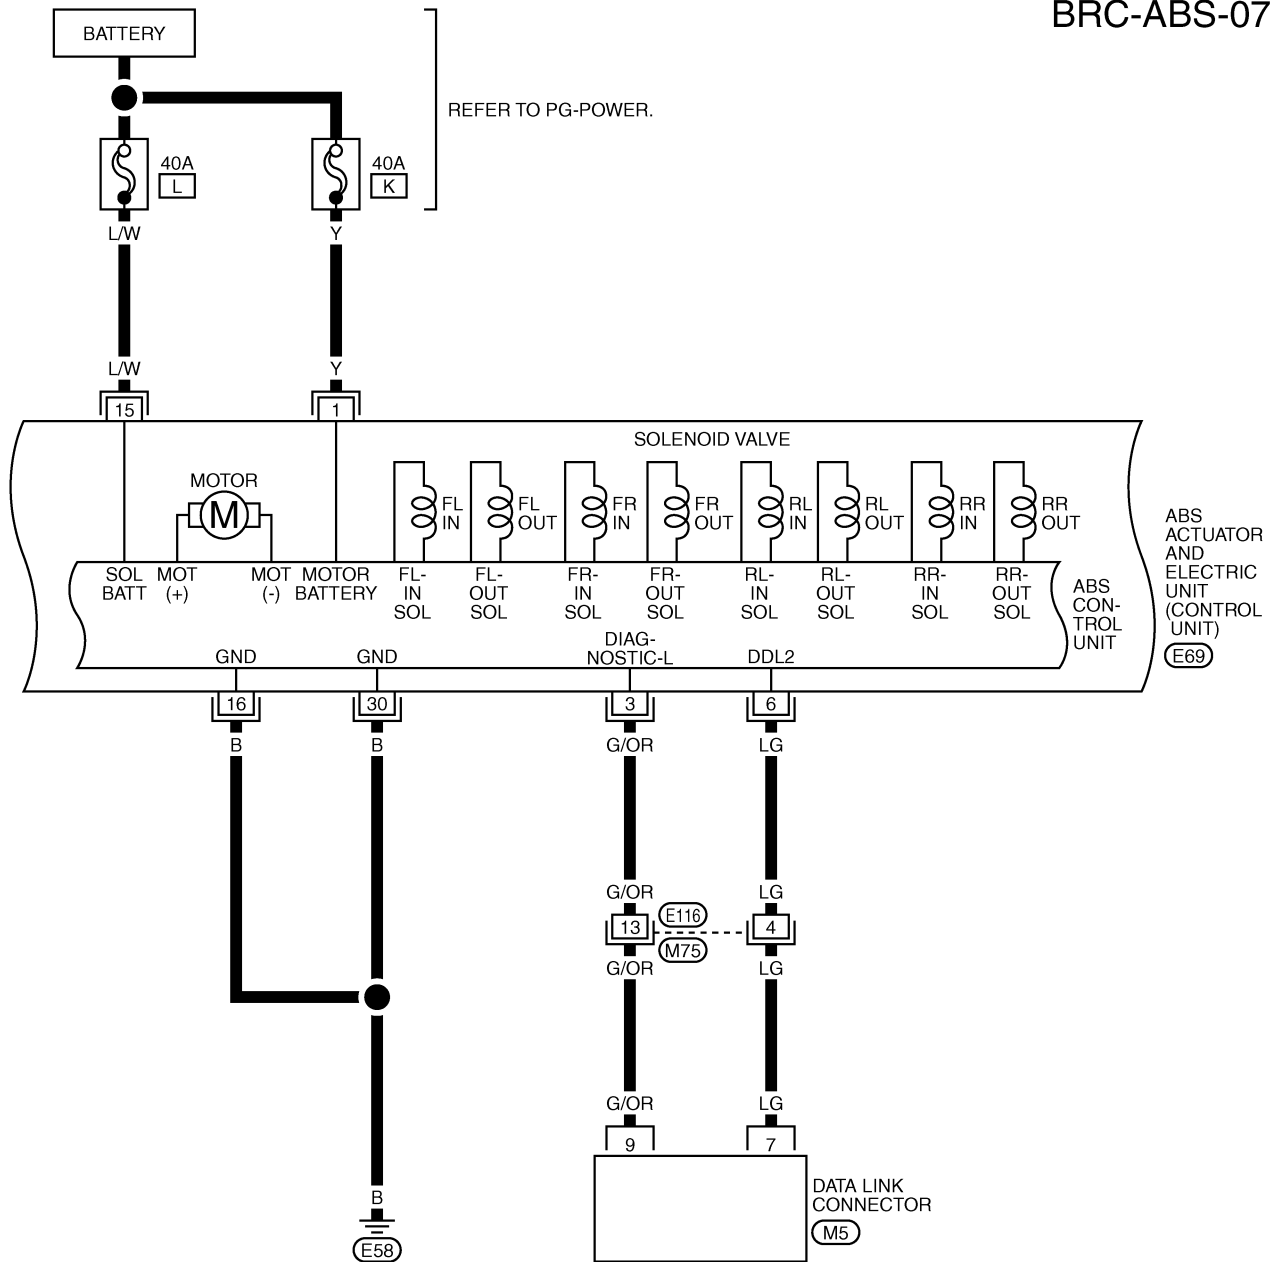 BRC-ABS-07
BATTERY
REFER TO PG-POWER.
40A
L
40A
K
L/W
Y
L/W
Y
15
1
SOLENOID VALVE
MOTOR
M
FL
IN
FL
OUT
FR
IN
FR
OUT
RL
IN
RL
OUT
RR
IN
RR
OUT
ABS
ACTUATOR
AND
ELECTRIC
UNIT
(CONTROL
UNIT)
E69
SOL
BATT
MOT
(+)
MOT
(-)
MOTOR
BATTERY
FL-
IN
SOL
FL-
OUT
SOL
FR-
IN
SOL
FR-
OUT
SOL
RL-
IN
SOL
RL-
OUT
SOL
RR-
IN
SOL
RR-
OUT
SOL
ABS
CON-
TROL
UNIT
GND
GND
DIAG-
NOSTIC-L
DDL2
16
30
3
6
B
B
G/OR
LG
G/OR
LG
13
E116
M75
4
G/OR
LG
G/OR
LG
9
7
B
E58
DATA LINK
CONNECTOR
M5